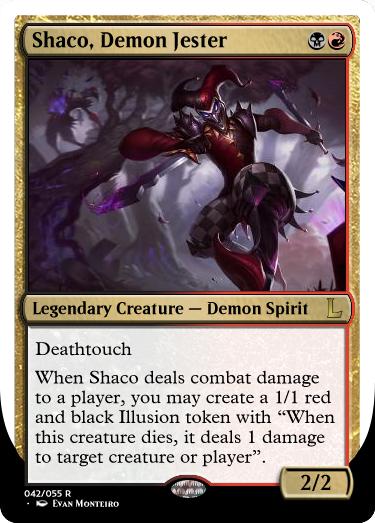 Shaco, Demon Jester
Legendary Creature — Demon Spirit L
Deathtouch
When Shaco deals combat damage
to a player, you may create a 1/1 red
and black Illusion token with “When
this creature dies, it deals 1 damage
to target creature or player”.
2/2
042/055 R
· Evan Monteiro